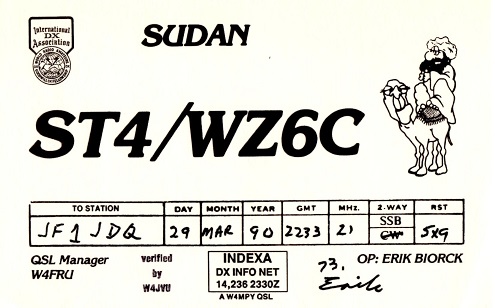 International
DX
Association
SUDAN
ST4/WZ6C
TO STATION DAY MONTH YEAR GMT MHz. 2-WAY RST
JF1JDQ 29 MAR 90 2233 21 SSB CW 5x9
QSL Manager
W4FRU
verified
by
W4JVU
INDEXA
DX INFO NET
14,236 2330Z
A W4MPY QSL
73,
OP: ERIK BIORCK
Erik